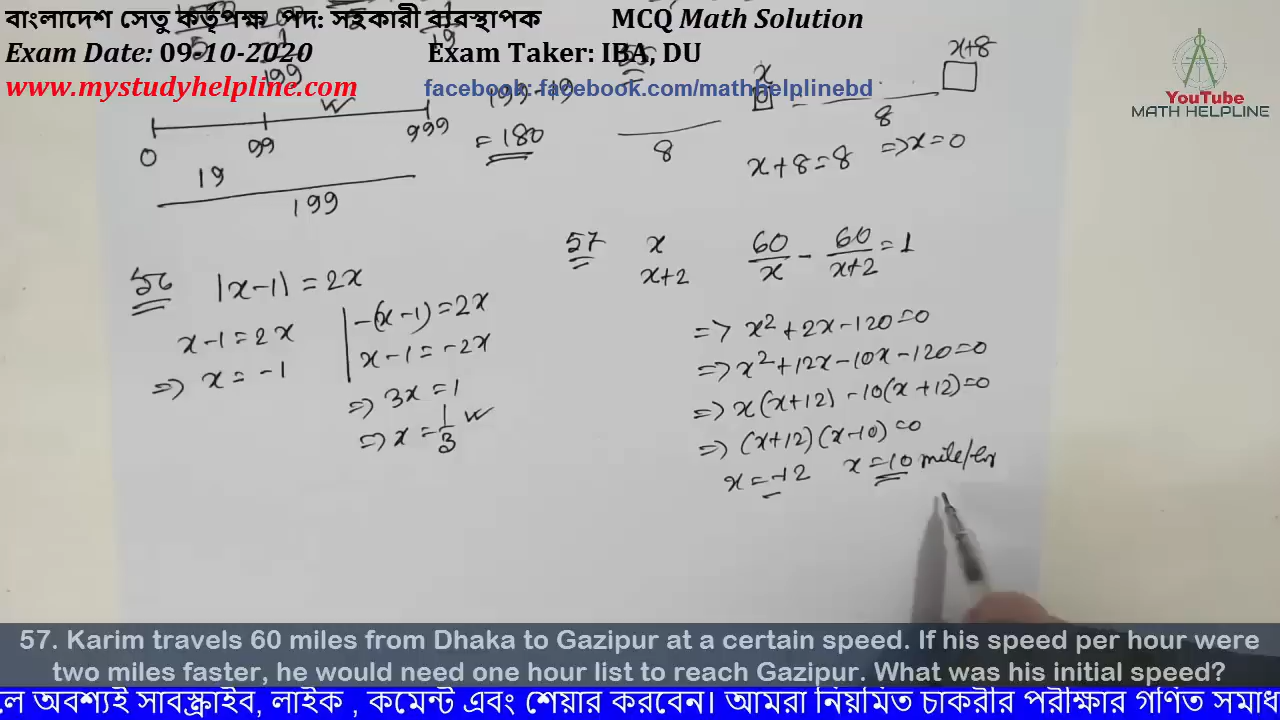 বাংলাদেশ সেতু কর্তৃপক্ষ পদ: সহকারী ব্যবস্থাপক MCQ Math Solution
Exam Date: 09-10-2020 Exam Taker: IBA, DU
www.mystudyhelpline.com facebook: facebook.com/mathhelplinebd
YouTube
MATH HELPLINE
199
199-19
= 180
0 99 999
19
199
55
x
x+8
8
8
x+8=8 => x=0
56 |x-1| = 2x
x-1=2x
=> x = -1
-(x-1)=2x
x-1=-2x
=> 3x=1
=> x = 1/3
57 x
x+2
60/x - 60/x+2 = 1
=> x²+2x-120=0
=> x²+12x-10x-120=0
=> x(x+12)-10(x+12)=0
=> (x+12)(x-10)=0
x=-12 x=10 mile/hr
57. Karim travels 60 miles from Dhaka to Gazipur at a certain speed. If his speed per hour were
two miles faster, he would need one hour list to reach Gazipur. What was his initial speed?
অবশ্যই সাবস্ক্রাইব, লাইক , কমেন্ট এবং শেয়ার করবেন। আমরা নিয়মিত চাকরীর পরীক্ষার গণিত